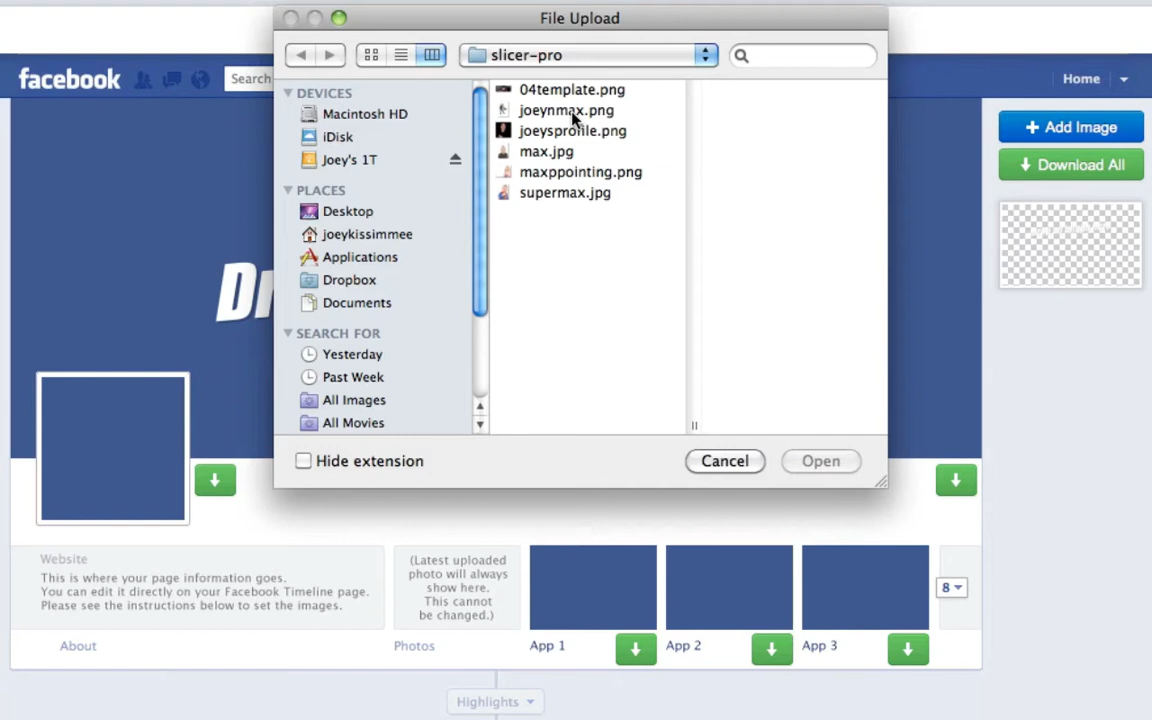 File Upload
slicer-pro
facebook
Search
Home
DEVICES
Macintosh HD
iDisk
Joey's 1T
PLACES
Desktop
joeykissimmee
Applications
Dropbox
Documents
SEARCH FOR
Yesterday
Past Week
All Images
All Movies
04template.png
joeynmax.png
joeysprofile.png
max.jpg
maxppointing.png
supermax.jpg
Hide extension
Cancel
Open
+ Add Image
Download All
Website
This is where your page information goes.
You can edit it directly on your Facebook Timeline page.
Please see the instructions below to set the images.
(Latest uploaded
photo will always
show here.
This cannot
be changed.)
8
About
Photos
App 1
App 2
App 3
Highlights